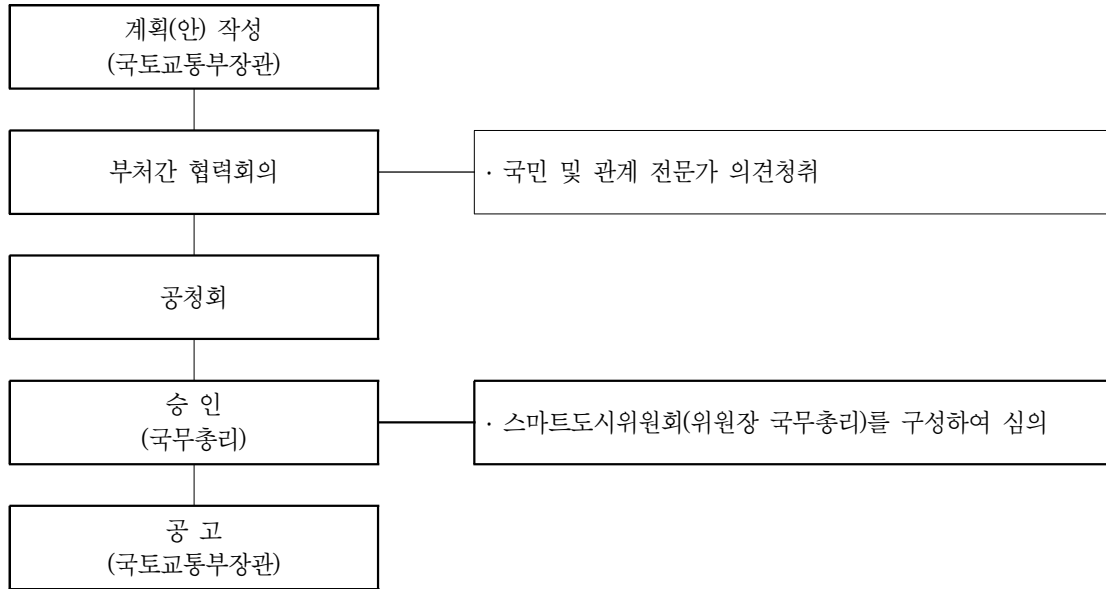 계획(안) 작성
(국토교통부장관)
부처간 협력회의
· 국민 및 관계 전문가 의견청취
공청회
승 인
(국무총리)
· 스마트도시위원회(위원장 국무총리)를 구성하여 심의
공 고
(국토교통부장관)